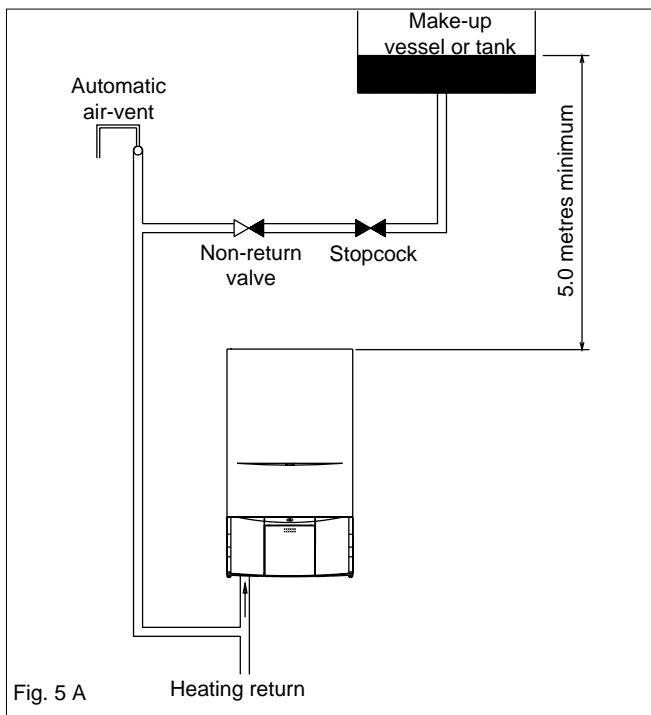 Make-up
vessel or tank
Automatic
air-vent
5.0 metres minimum
Non-return
valve
Stopcock
Fig. 5 A
Heating return